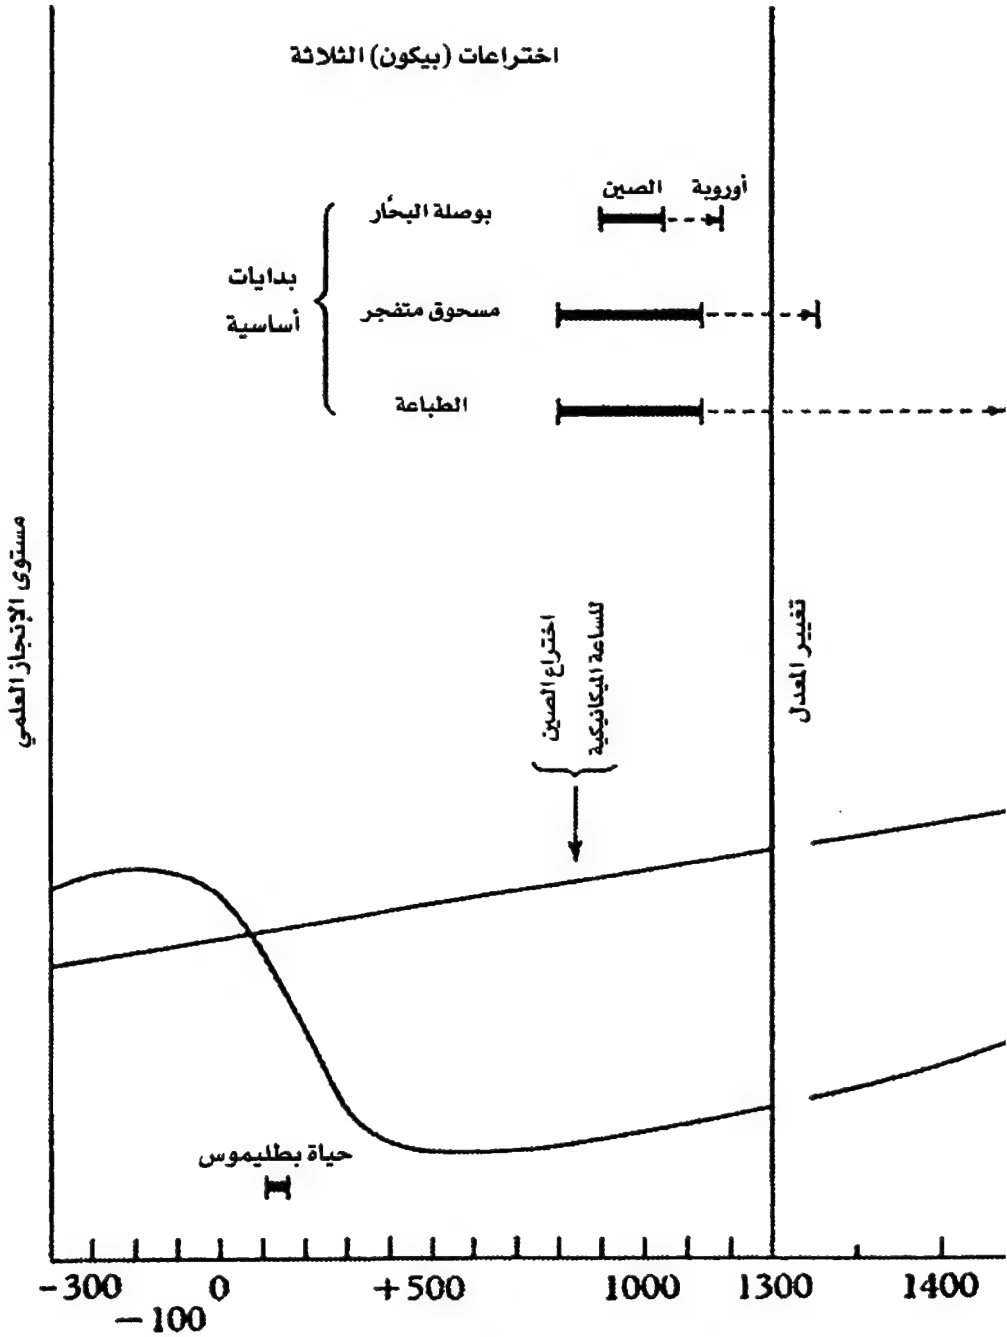 اختراعات (بيكون) الثلاثة
الصين
أوروبة
بوصلة البحَّار
بدايات
أساسية
مسحوق متفجر
الطباعة
مستوى الإنجاز العلمي
اختراع الصين
للساعة الميكانيكية
تغيير المعدل
حياة بطليموس
-300 0 +500 1000 1300 1400
-100